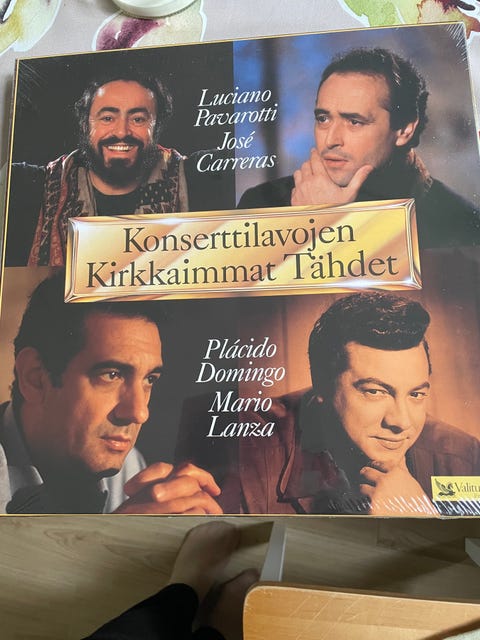 Luciano
Pavarotti
José
Carreras
Konserttilavojen
Kirkkaimmat Tähdet
Plácido
Domingo
Mario
Lanza